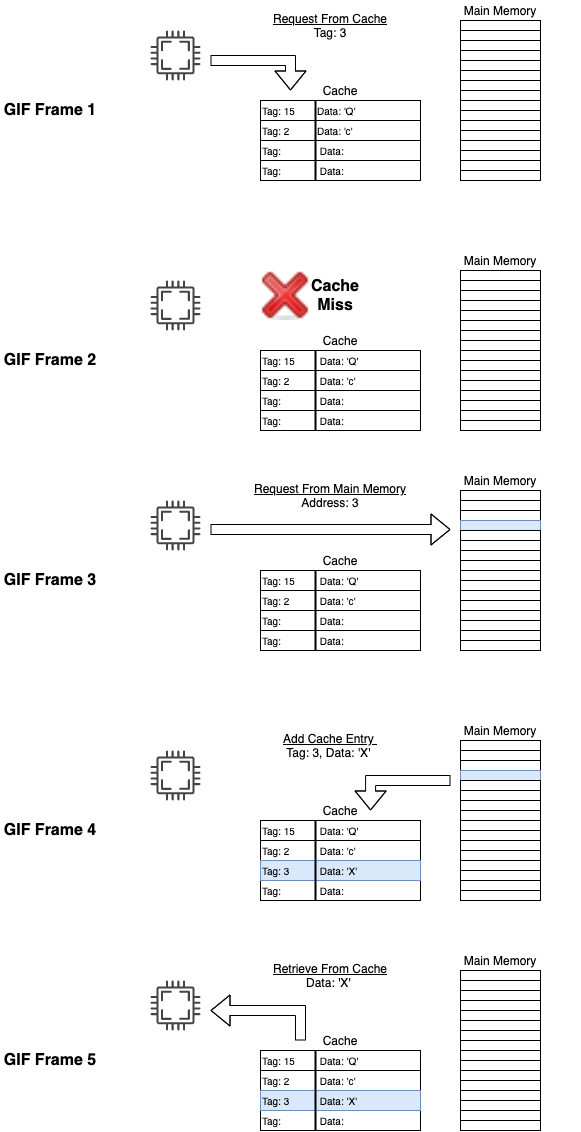 Request From Cache
Tag: 3
Main Memory
GIF Frame 1
Cache
Tag: 15 Data: 'Q'
Tag: 2 Data: 'c'
Tag: Data:
Tag: Data:
Main Memory
Cache
Miss
GIF Frame 2
Cache
Tag: 15 Data: 'Q'
Tag: 2 Data: 'c'
Tag: Data:
Tag: Data:
Main Memory
Request From Main Memory
Address: 3
GIF Frame 3
Cache
Tag: 15 Data: 'Q'
Tag: 2 Data: 'c'
Tag: Data:
Tag: Data:
Main Memory
Add Cache Entry
Tag: 3, Data: 'X'
GIF Frame 4
Cache
Tag: 15 Data: 'Q'
Tag: 2 Data: 'c'
Tag: 3 Data: 'X'
Tag: Data:
Main Memory
Retrieve From Cache
Data: 'X'
GIF Frame 5
Cache
Tag: 15 Data: 'Q'
Tag: 2 Data: 'c'
Tag: 3 Data: 'X'
Tag: Data: